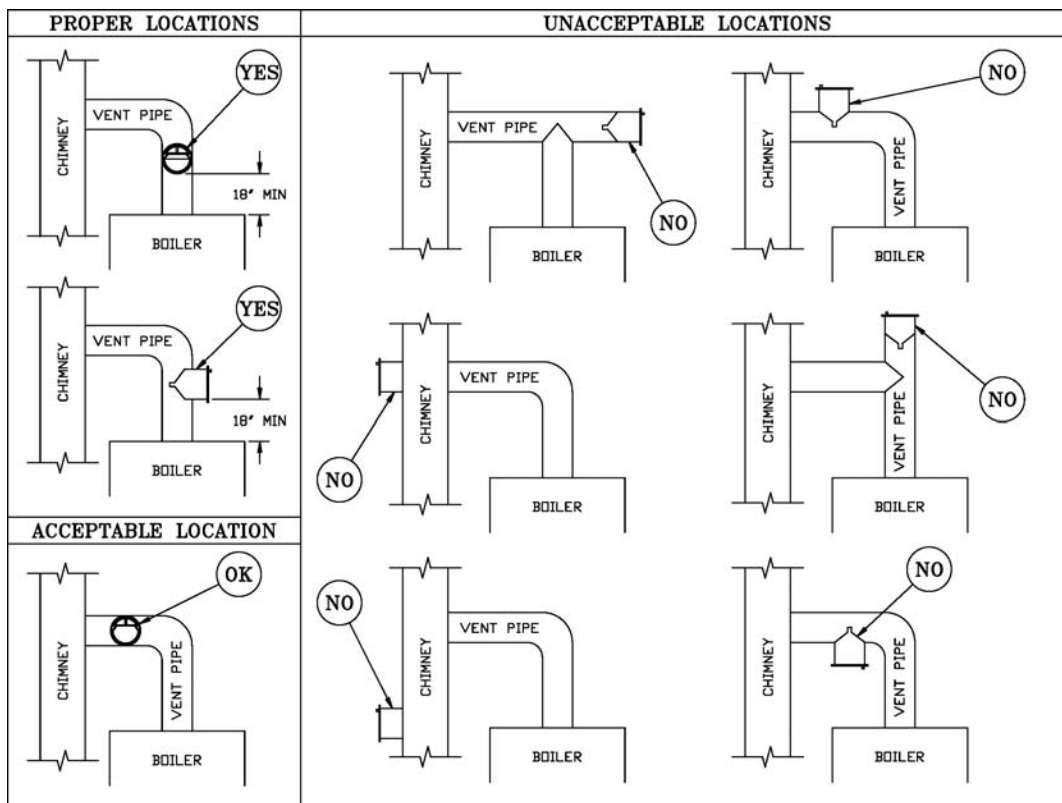 PROPER LOCATIONS
YES
VENT PIPE
CHIMNEY
18" MIN
BOILER
YES
VENT PIPE
CHIMNEY
18" MIN
BOILER
ACCEPTABLE LOCATION
OK
CHIMNEY
VENT PIPE
BOILER
UNACCEPTABLE LOCATIONS
VENT PIPE
CHIMNEY
NO
BOILER
NO
CHIMNEY
VENT PIPE
BOILER
VENT PIPE
CHIMNEY
NO
BOILER
NO
CHIMNEY
VENT PIPE
BOILER
NO
VENT PIPE
CHIMNEY
BOILER
NO
CHIMNEY
VENT PIPE
BOILER